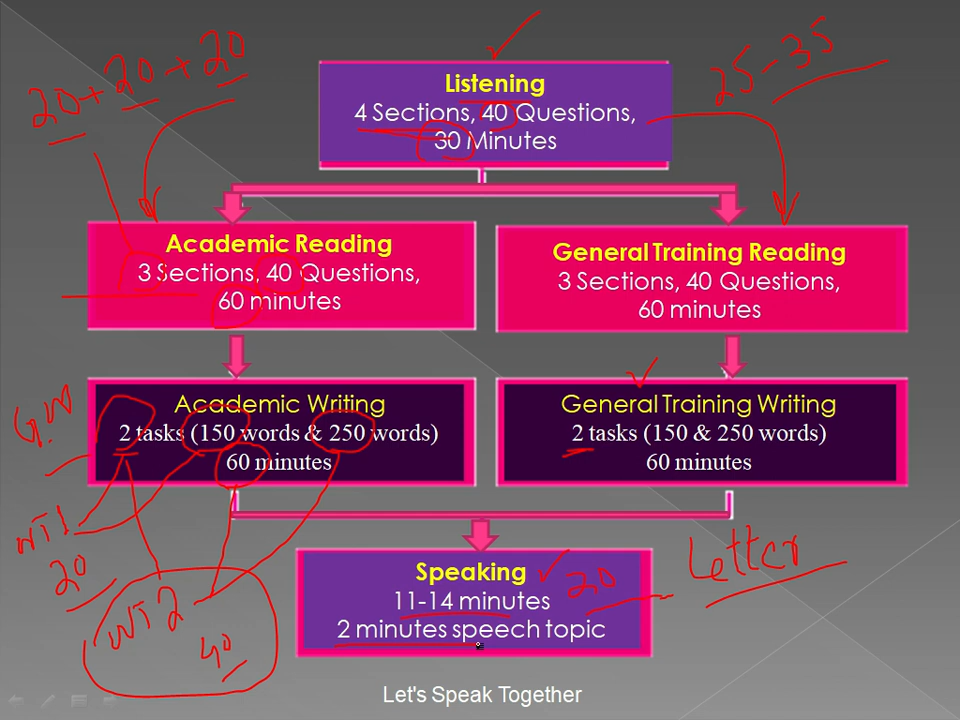 20+20+20
25-35
Listening
4 Sections, 40 Questions,
30 Minutes
Academic Reading
3 Sections, 40 Questions,
60 minutes
General Training Reading
3 Sections, 40 Questions,
60 minutes
Academic Writing
2 tasks (150 words & 250 words)
60 minutes
General Training Writing
2 tasks (150 & 250 words)
60 minutes
WT1
20
WT2
40
Speaking
11-14 minutes
2 minutes speech topic
20
Letter
Let's Speak Together